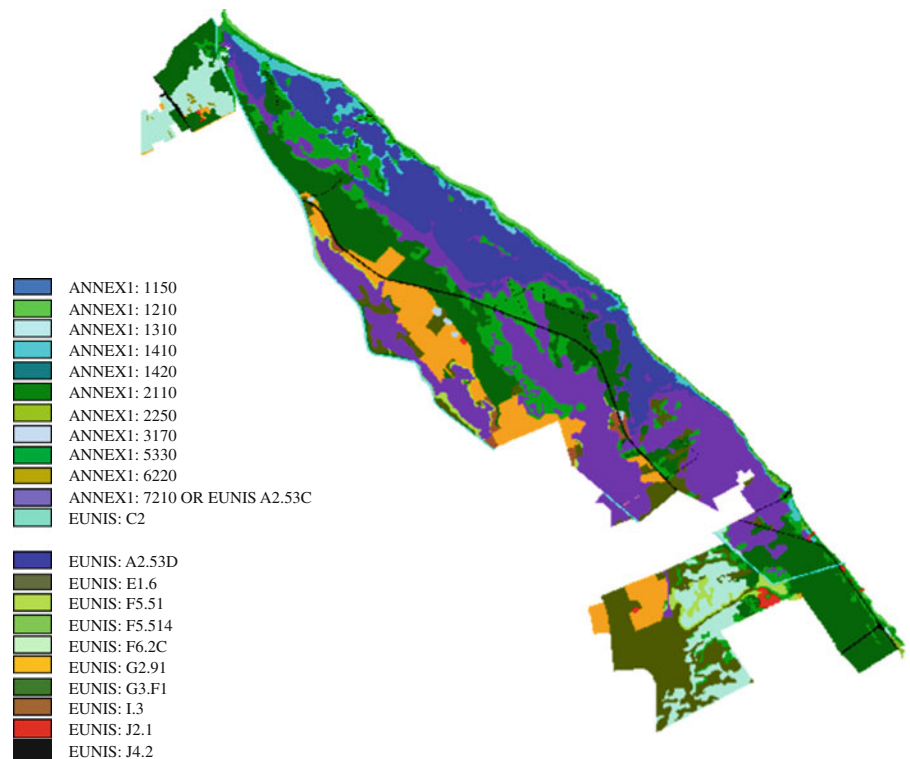 ANNEX1: 1150
ANNEX1: 1210
ANNEX1: 1310
ANNEX1: 1410
ANNEX1: 1420
ANNEX1: 2110
ANNEX1: 2250
ANNEX1: 3170
ANNEX1: 5330
ANNEX1: 6220
ANNEX1: 7210 OR EUNIS A2.53C
EUNIS: C2
EUNIS: A2.53D
EUNIS: E1.6
EUNIS: F5.51
EUNIS: F5.514
EUNIS: F6.2C
EUNIS: G2.91
EUNIS: G3.F1
EUNIS: I.3
EUNIS: J2.1
EUNIS: J4.2